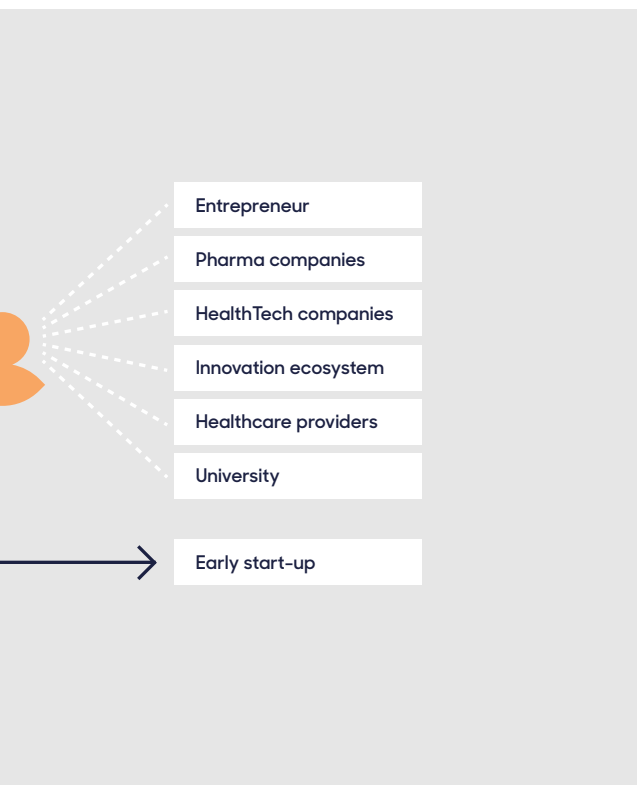 Entrepreneur
Pharma companies
HealthTech companies
Innovation ecosystem
Healthcare providers
University
Early start-up